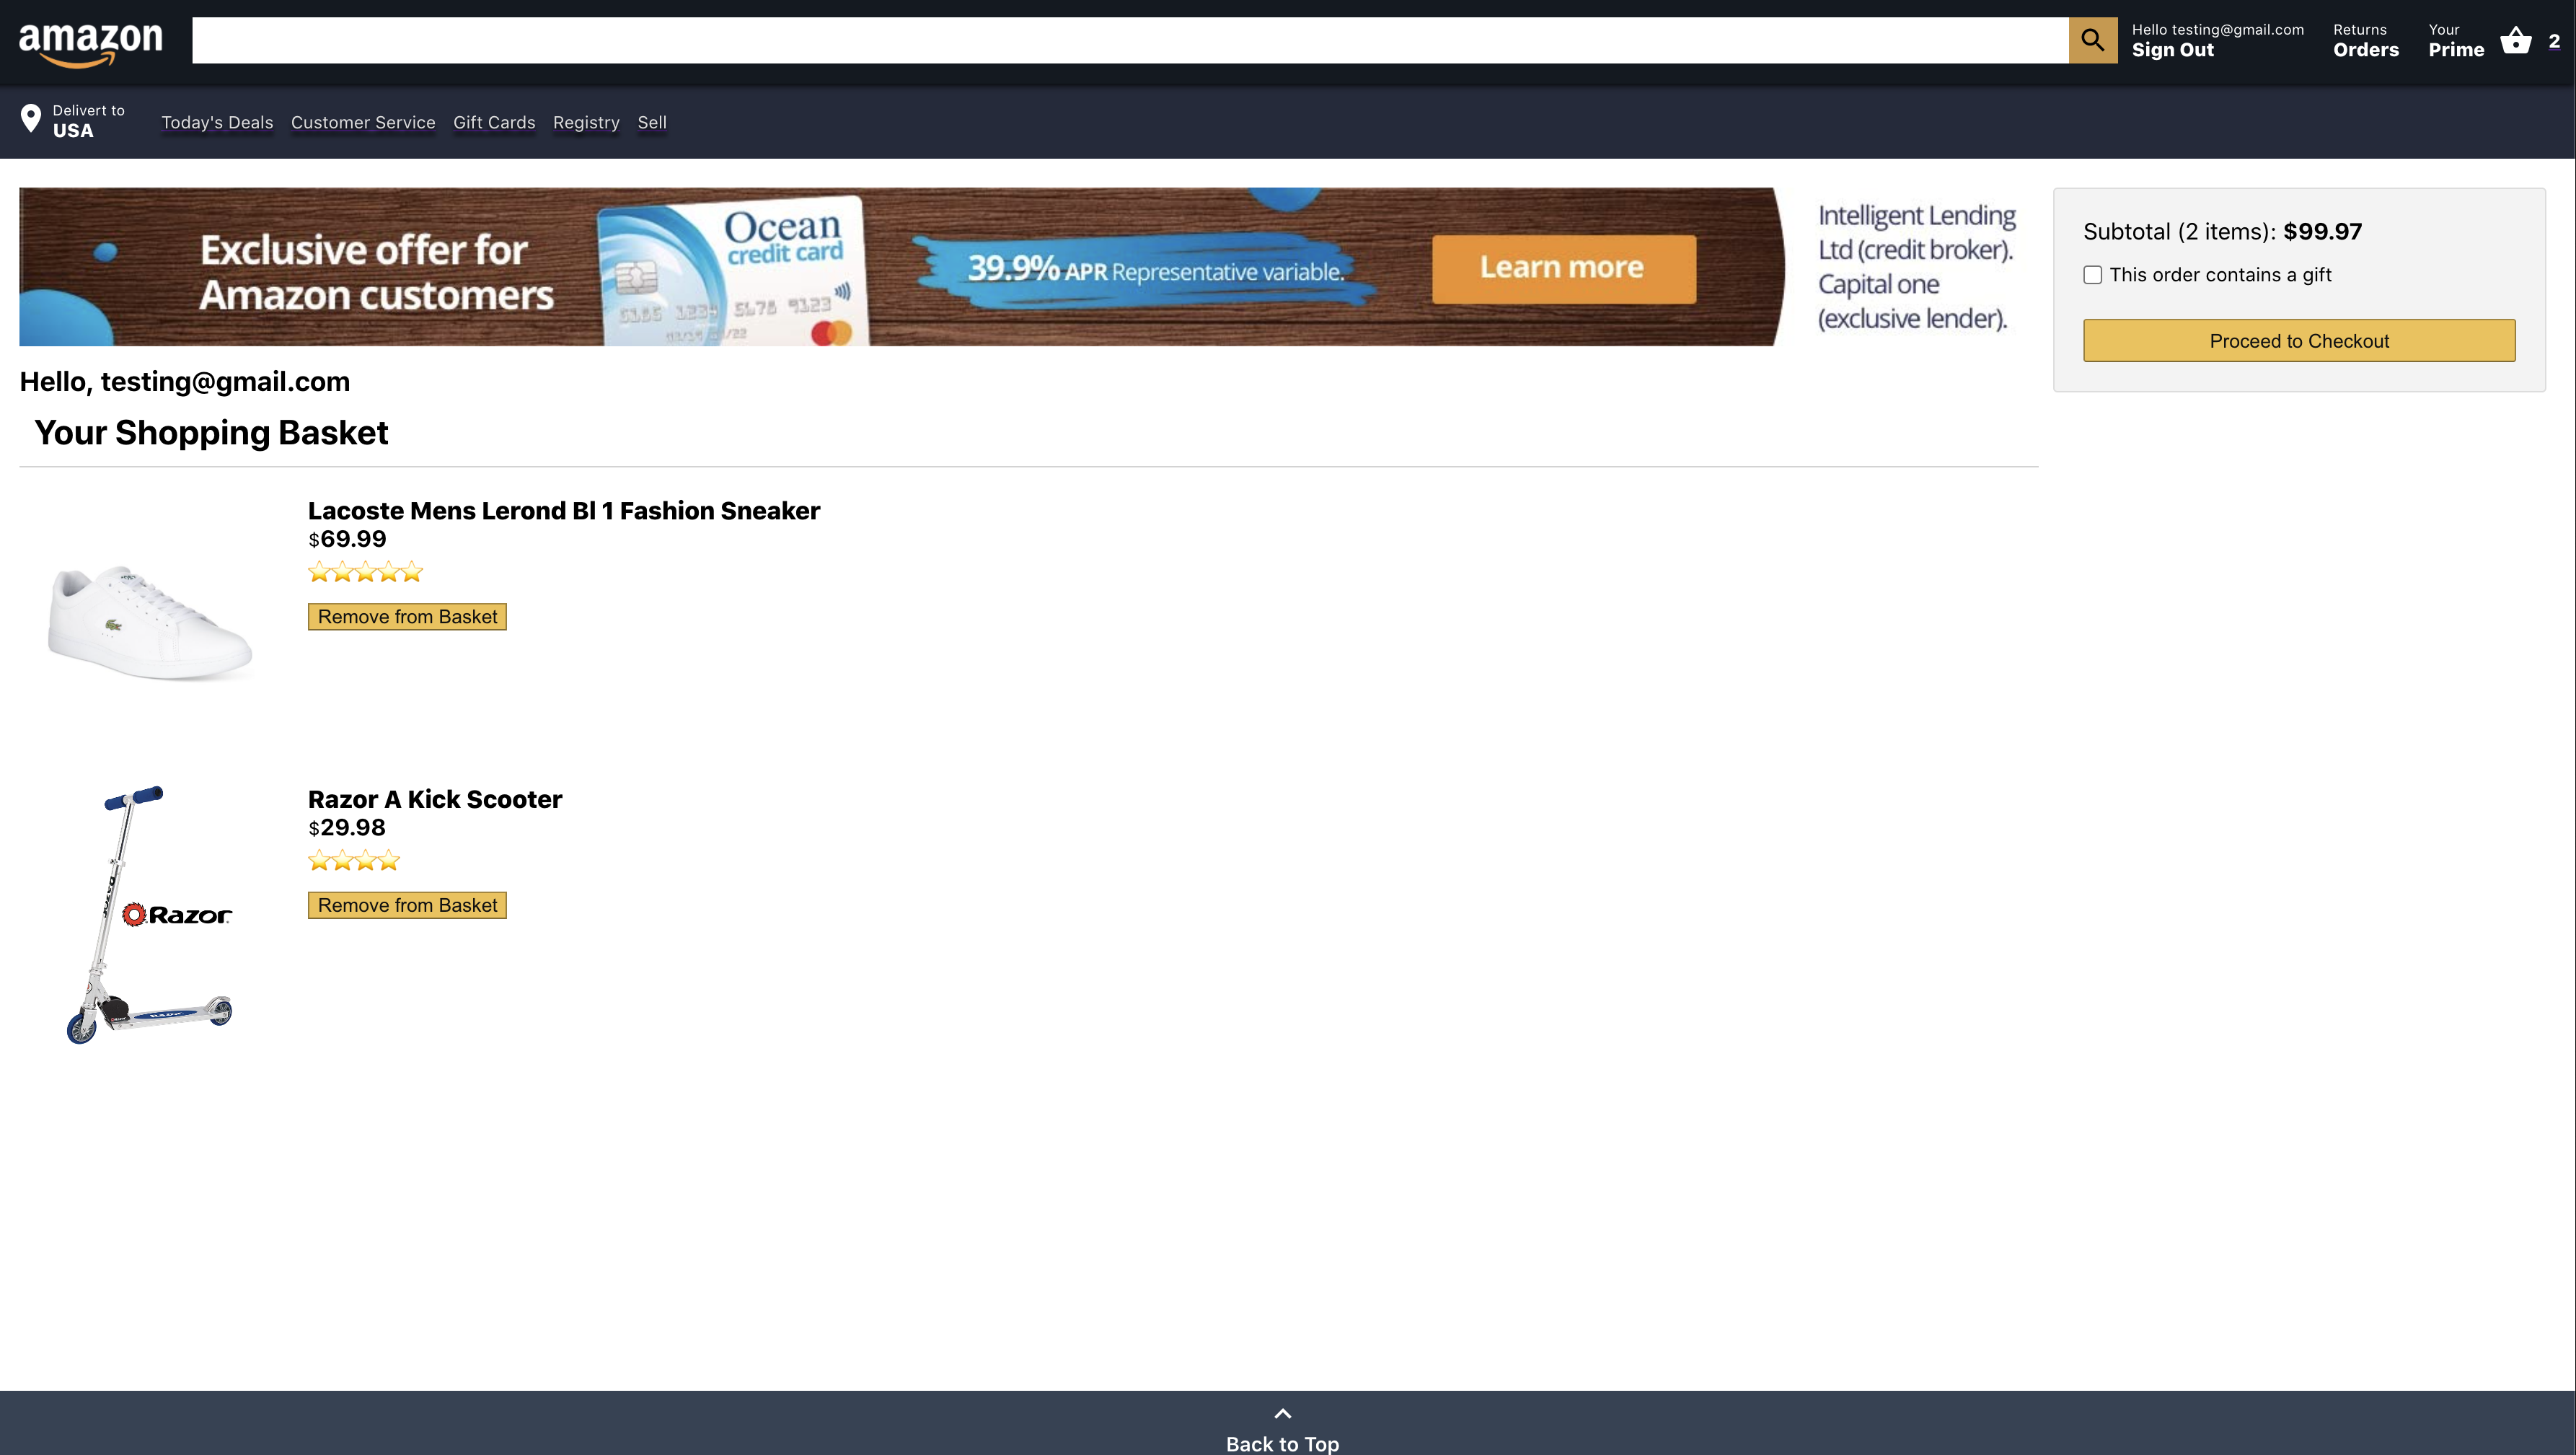 amazon
Hello testing@gmail.com
Sign Out
Returns
Orders
Your
Prime
2
Delivert to
USA
Today's Deals
Customer Service
Gift Cards
Registry
Sell
Exclusive offer for
Amazon customers
Ocean
credit card
39.9% APR Representative variable.
Learn more
Intelligent Lending
Ltd (credit broker).
Capital one
(exclusive lender).
Subtotal (2 items): $99.97
This order contains a gift
Proceed to Checkout
Hello, testing@gmail.com
Your Shopping Basket
Lacoste Mens Lerond Bl 1 Fashion Sneaker
$69.99
Remove from Basket
Razor A Kick Scooter
$29.98
Remove from Basket
Razor
Back to Top